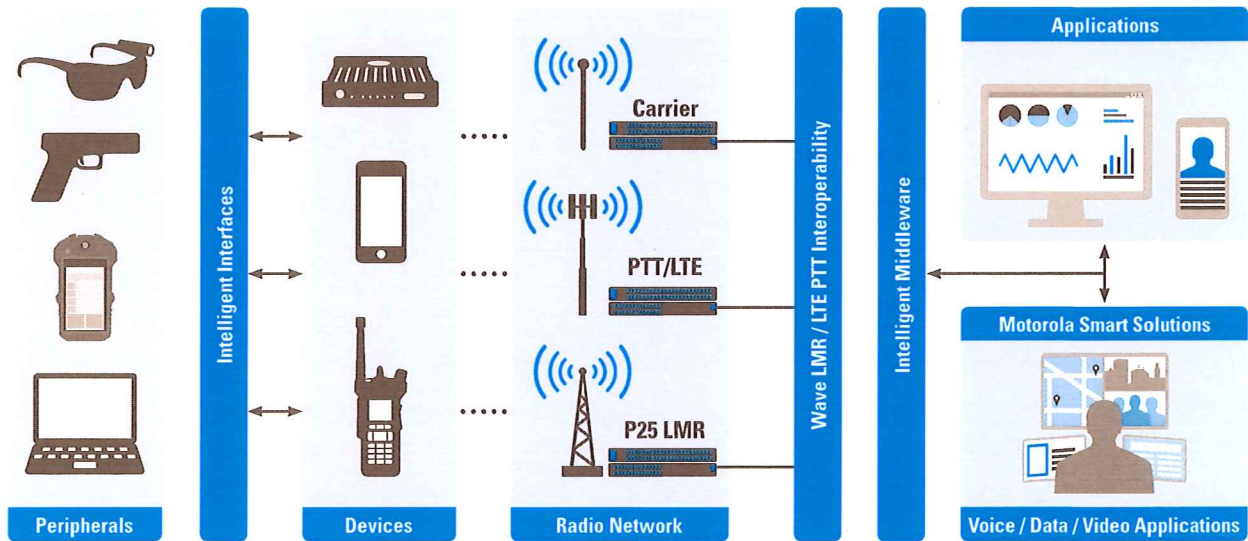 Peripherals
Intelligent Interfaces
Devices
Carrier
PTT/LTE
P25 LMR
Radio Network
Wave LMR / LTE PTT Interoperability
Intelligent Middleware
Applications
Motorola Smart Solutions
Voice / Data / Video Applications